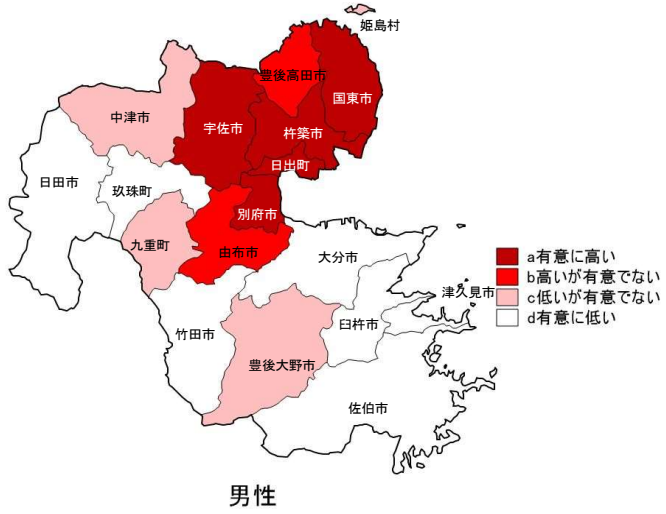 姫島村
豊後高田市
国東市
中津市
宇佐市
杵築市
日出町
日田市
玖珠町
別府市
九重町
由布市
大分市
a有意に高い
b高いが有意でない
c低いが有意でない
d有意に低い
津久見市
竹田市
臼杵市
豊後大野市
佐伯市
男性